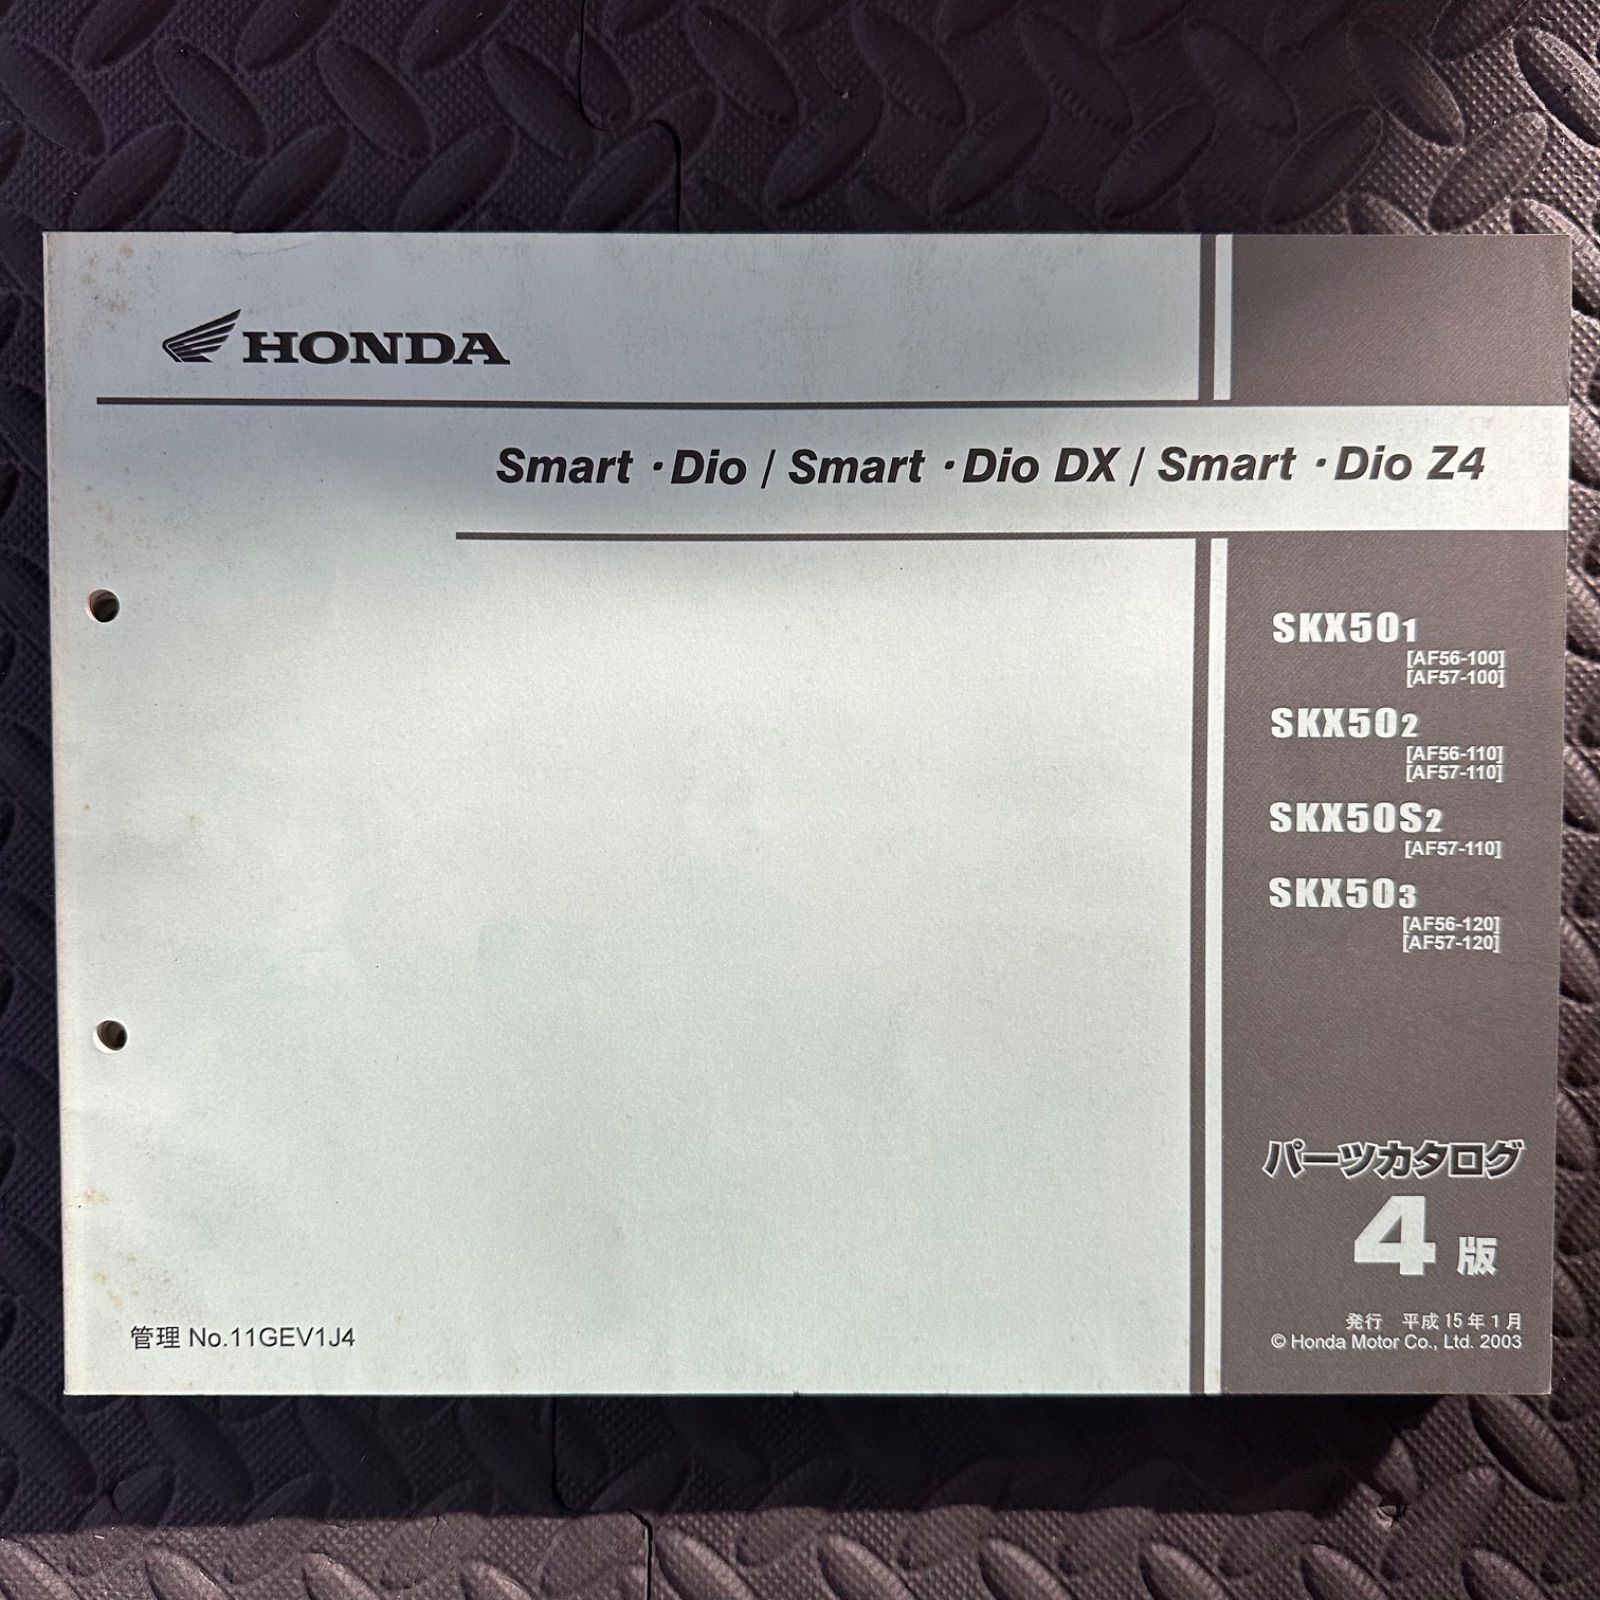 HONDA
Smart・Dio / Smart・Dio DX / Smart・Dio Z4
SKX501
[AF56-100]
[AF57-100]
SKX502
[AF56-110]
[AF57-110]
SKX50S2
[AF57-110]
SKX503
[AF56-120]
[AF57-120]
パーツカタログ
4版
発行 平成15年1月
© Honda Motor Co., Ltd. 2003
管理 No.11GEV1J4